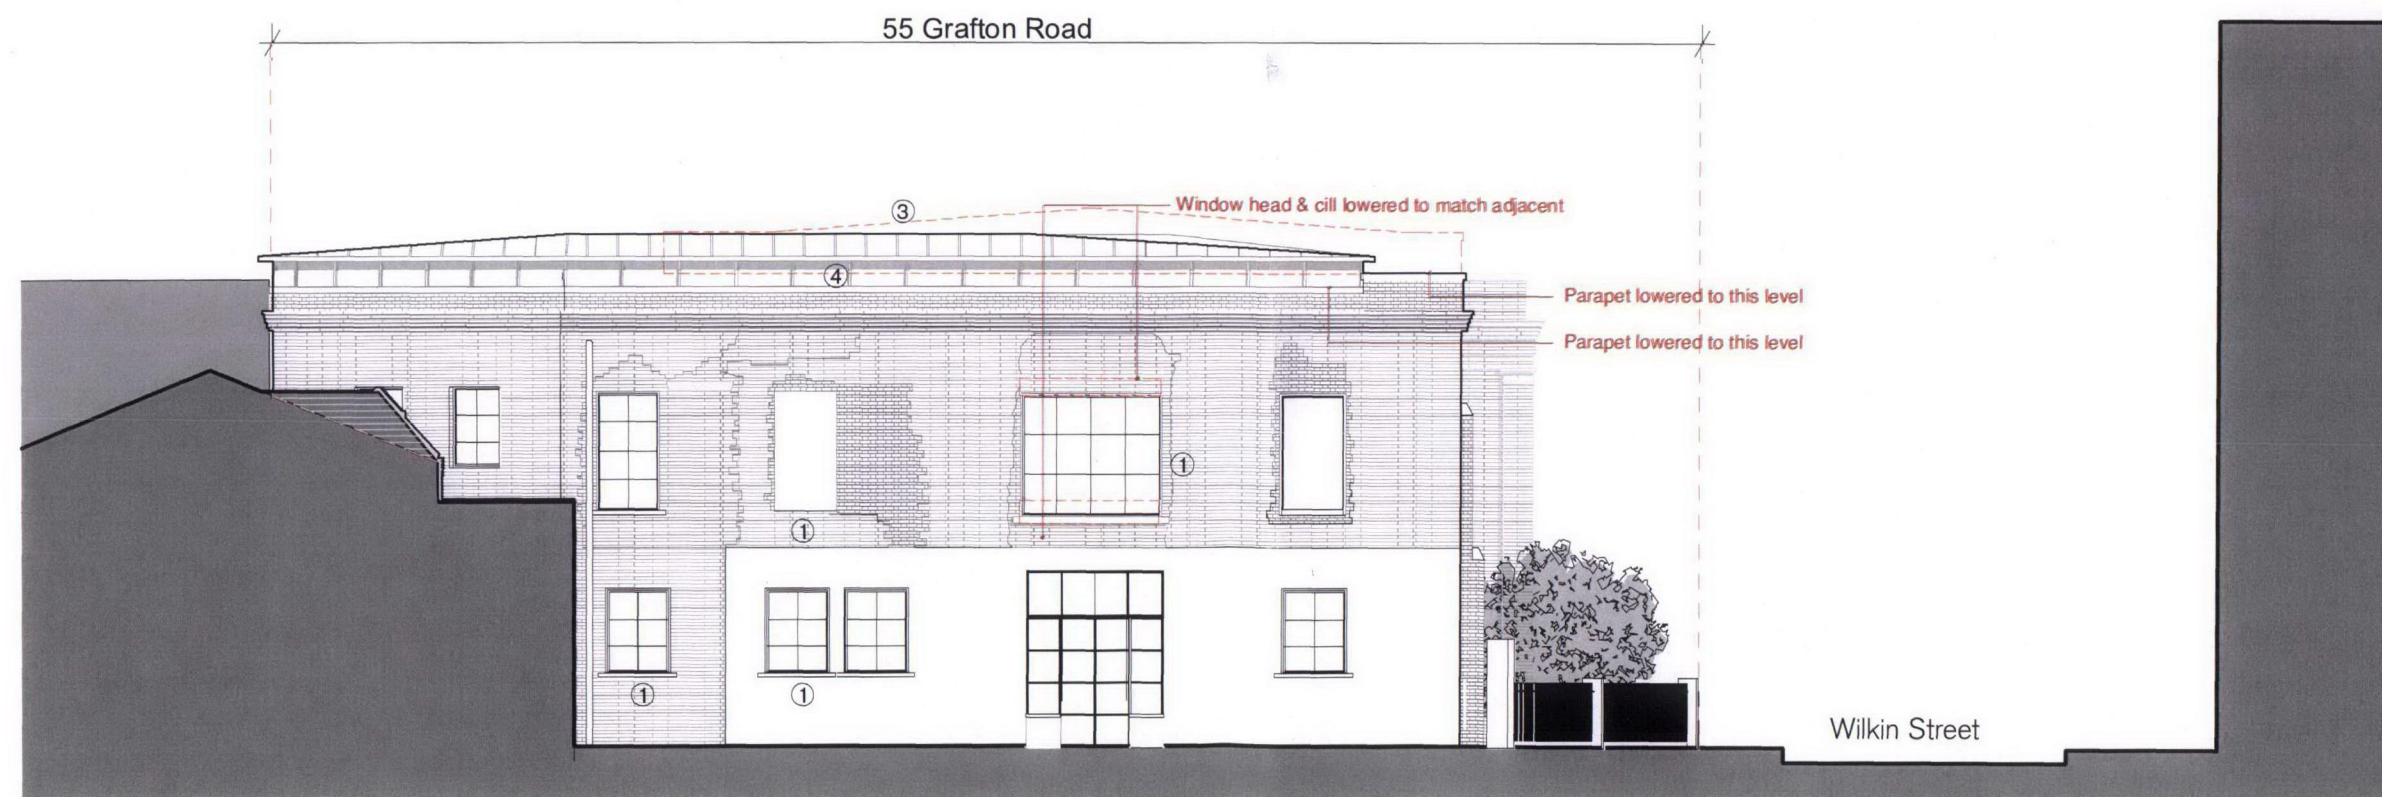 55 Grafton Road
③
Window head & cill lowered to match adjacent
④
Parapet lowered to this level
Parapet lowered to this level
①
①
①
①
Wilkin Street